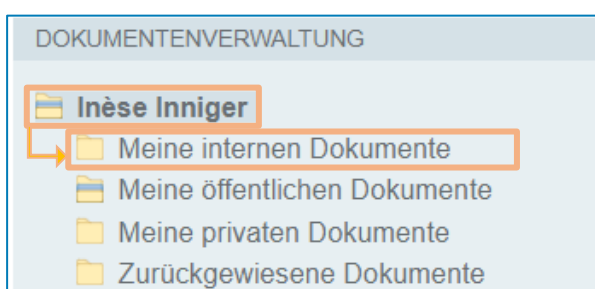 DOKUMENTENVERWALTUNG
Inèse Inniger
Meine internen Dokumente
Meine öffentlichen Dokumente
Meine privaten Dokumente
Zurückgewiesene Dokumente